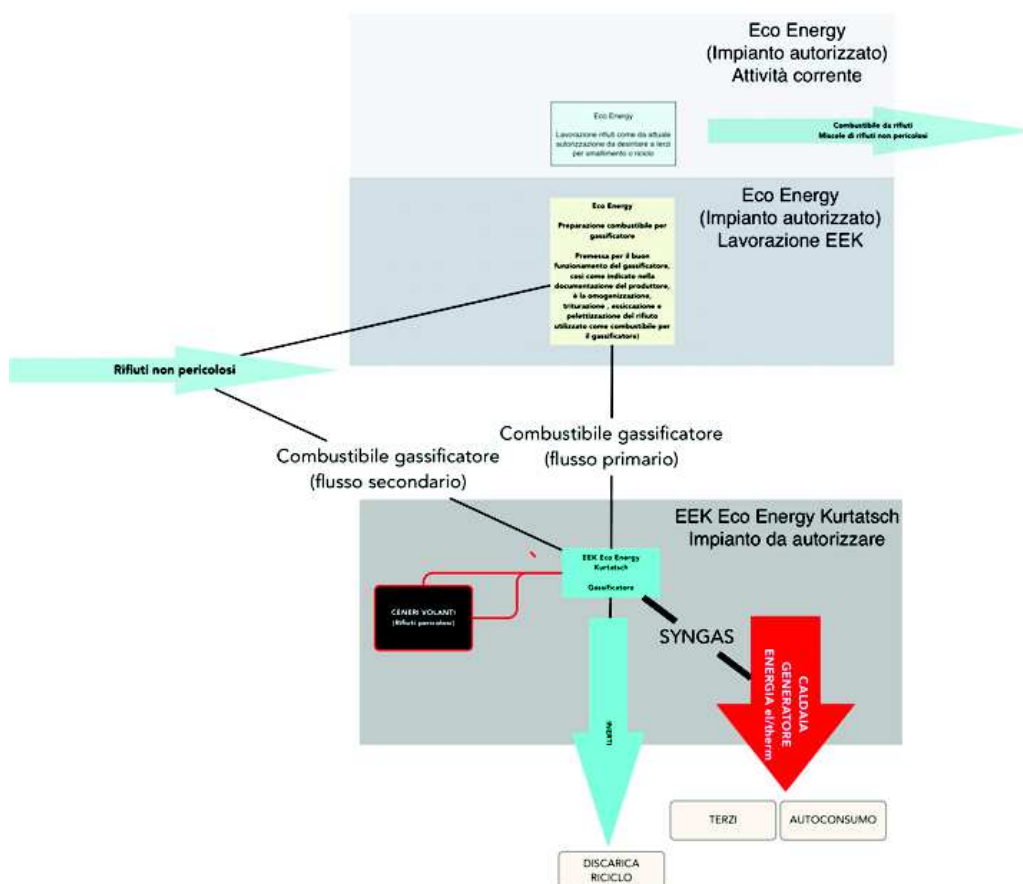 Eco Energy
(Impianto autorizzato)
Attività corrente
Eco Energy
Lavorazione rifiuti come da attuale
autorizzazione da destinare a terzi
per smaltimento o riciclo
Combustibile da rifiuti
Miscele di rifiuti non pericolosi
Eco Energy
(Impianto autorizzato)
Lavorazione EEK
Eco Energy
Preparazione combustibile per
gassificatore
Premessa per il buon
funzionamento del gassificatore,
così come indicato nella
documentazione del produttore,
è la omogenizzazione,
triturazione , essiccazione e
pelettizzazione del rifiuto
utilizzato come combustibile per
il gassificatore)
Rifiuti non pericolosi
Combustibile gassificatore
(flusso primario)
Combustibile gassificatore
(flusso secondario)
EEK Eco Energy Kurtatsch
Impianto da autorizzare
EEK Eco Energy
Kurtatsch
Gassificatore
CENERI VOLANTI
(Rifiuti pericolosi)
SYNGAS
CALDAIA
GENERATORE
ENERGIA el/therm
INERTI
TERZI
AUTOCONSUMO
DISCARICA
RICICLO